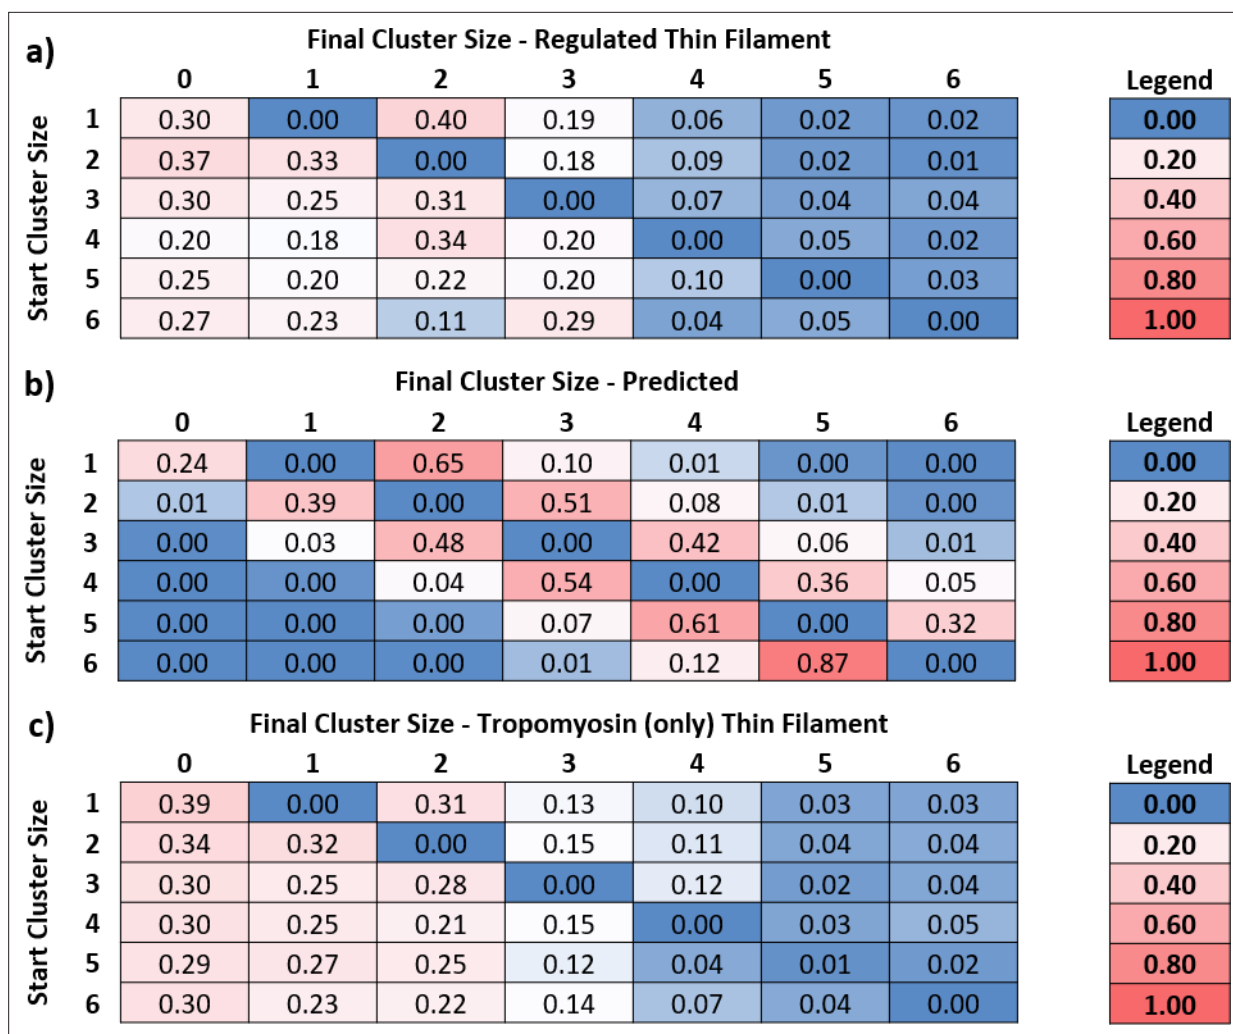 a)
Final Cluster Size - Regulated Thin Filament
0 1 2 3 4 5 6 Legend
Start Cluster Size
1 0.30 0.00 0.40 0.19 0.06 0.02 0.02 0.00
2 0.37 0.33 0.00 0.18 0.09 0.02 0.01 0.20
3 0.30 0.25 0.31 0.00 0.07 0.04 0.04 0.40
4 0.20 0.18 0.34 0.20 0.00 0.05 0.02 0.60
5 0.25 0.20 0.22 0.20 0.10 0.00 0.03 0.80
6 0.27 0.23 0.11 0.29 0.04 0.05 0.00 1.00
b)
Final Cluster Size - Predicted
0 1 2 3 4 5 6 Legend
Start Cluster Size
1 0.24 0.00 0.65 0.10 0.01 0.00 0.00 0.00
2 0.01 0.39 0.00 0.51 0.08 0.01 0.00 0.20
3 0.00 0.03 0.48 0.00 0.42 0.06 0.01 0.40
4 0.00 0.00 0.04 0.54 0.00 0.36 0.05 0.60
5 0.00 0.00 0.00 0.07 0.61 0.00 0.32 0.80
6 0.00 0.00 0.00 0.01 0.12 0.87 0.00 1.00
c)
Final Cluster Size - Tropomyosin (only) Thin Filament
0 1 2 3 4 5 6 Legend
Start Cluster Size
1 0.39 0.00 0.31 0.13 0.10 0.03 0.03 0.00
2 0.34 0.32 0.00 0.15 0.11 0.04 0.04 0.20
3 0.30 0.25 0.28 0.00 0.12 0.02 0.04 0.40
4 0.30 0.25 0.21 0.15 0.00 0.03 0.05 0.60
5 0.29 0.27 0.25 0.12 0.04 0.01 0.02 0.80
6 0.30 0.23 0.22 0.14 0.07 0.04 0.00 1.00